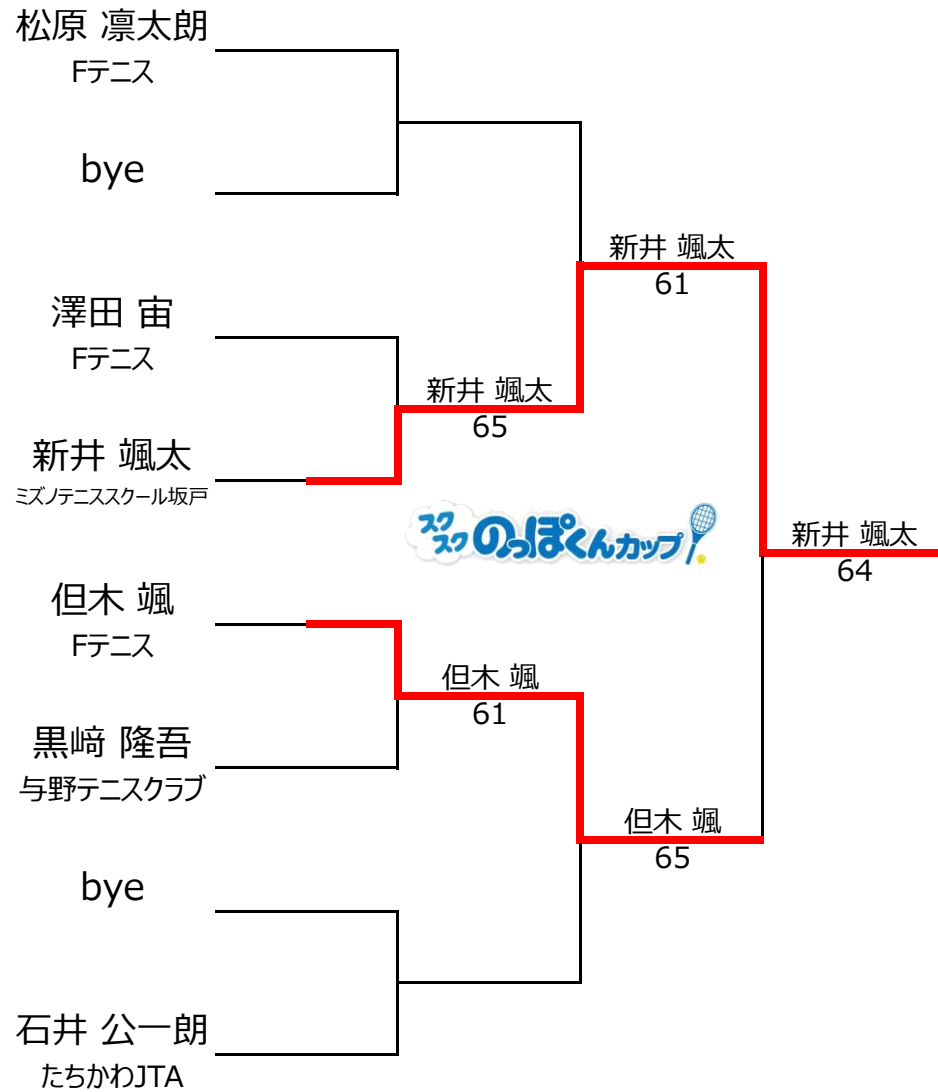 松原 凛太朗
Fテニス
bye
澤田 宙
Fテニス
新井 颯太
ミズノテニススクール坂戸
但木 颯
Fテニス
黒﨑 隆吾
与野テニスクラブ
bye
石井 公一朗
たちかわJTA
新井 颯太
65
但木 颯
61
新井 颯太
61
但木 颯
65
スクスク のっぽくんカップ
新井 颯太
64